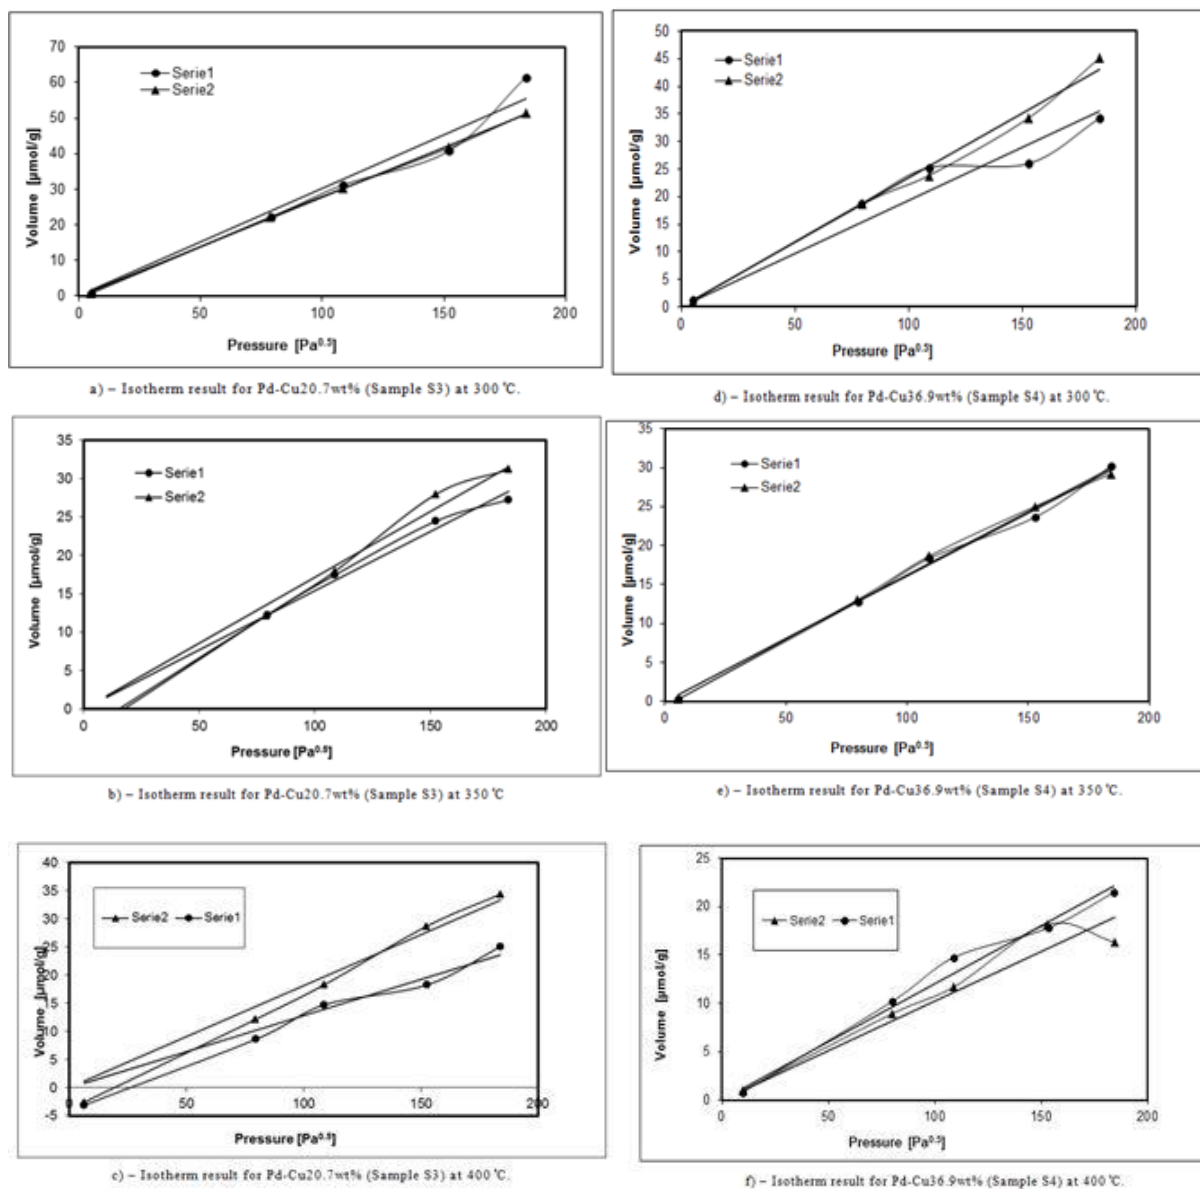 70
60
50
40
30
20
10
0
0
50
100
150
200
Serie1
Serie2
Volume [µmol/g]
Pressure [Pa0.5]
a) – Isotherm result for Pd-Cu20.7wt% (Sample S3) at 300 ℃.
50
45
40
35
30
25
20
15
10
5
0
0
50
100
150
200
Serie1
Serie2
Volume [µmol/g]
Pressure [Pa0.5]
d) – Isotherm result for Pd-Cu36.9wt% (Sample S4) at 300 ℃.
35
30
25
20
15
10
5
0
0
50
100
150
200
Serie1
Serie2
Volume [µmol/g]
Pressure [Pa0.5]
b) – Isotherm result for Pd-Cu20.7wt% (Sample S3) at 350 ℃
35
30
25
20
15
10
5
0
0
50
100
150
200
Serie1
Serie2
Volume [µmol/g]
Pressure [Pa0.5]
e) – Isotherm result for Pd-Cu36.9wt% (Sample S4) at 350 ℃.
40
35
30
25
20
15
10
5
0
-5
0
50
100
150
200
Serie2 Serie1
Volume [µmol/g]
Pressure [Pa0.5]
c) – Isotherm result for Pd-Cu20.7wt% (Sample S3) at 400 ℃.
25
20
15
10
5
0
0
50
100
150
200
Serie2 Serie1
Volume [µmol/g]
Pressure [Pa0.5]
f) – Isotherm result for Pd-Cu36.9wt% (Sample S4) at 400 ℃.